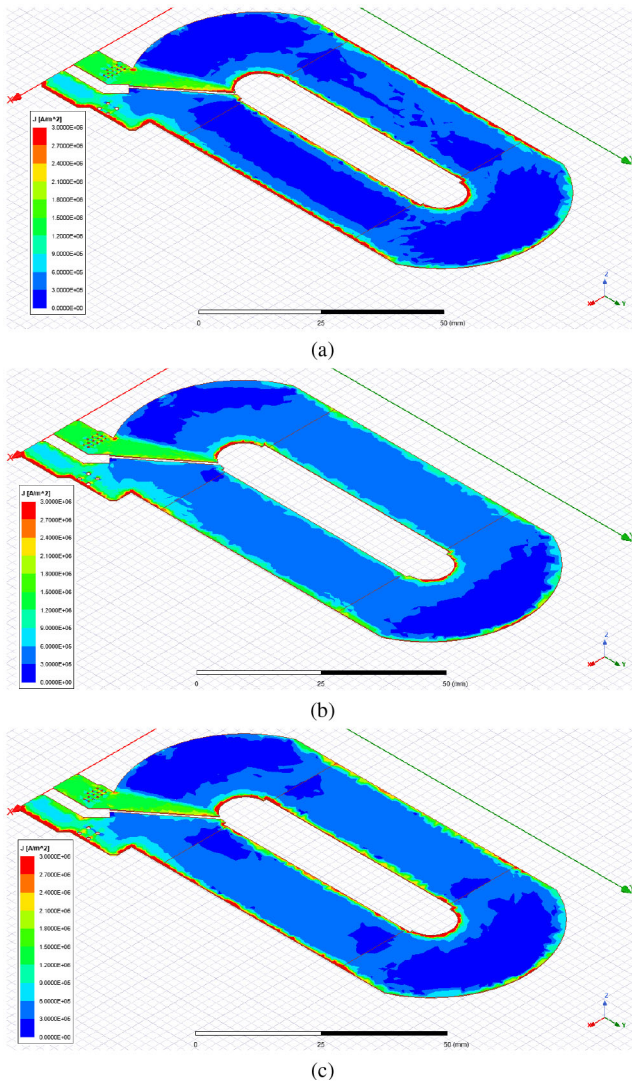 X
J [A/m^2]
3.0000E+06
2.7000E+06
2.4000E+06
2.1000E+06
1.8000E+06
1.5000E+06
1.2000E+06
9.0000E+05
6.0000E+05
3.0000E+05
0.0000E+00
Z
X Y
0 25 50 (mm)
(a)
X
J [A/m^2]
3.0000E+06
2.7000E+06
2.4000E+06
2.1000E+06
1.8000E+06
1.5000E+06
1.2000E+06
9.0000E+05
6.0000E+05
3.0000E+05
0.0000E+00
Z
X Y
0 25 50 (mm)
(b)
X
J [A/m^2]
3.0000E+06
2.7000E+06
2.4000E+06
2.1000E+06
1.8000E+06
1.5000E+06
1.2000E+06
9.0000E+05
6.0000E+05
3.0000E+05
0.0000E+00
Z
X Y
0 25 50 (mm)
(c)